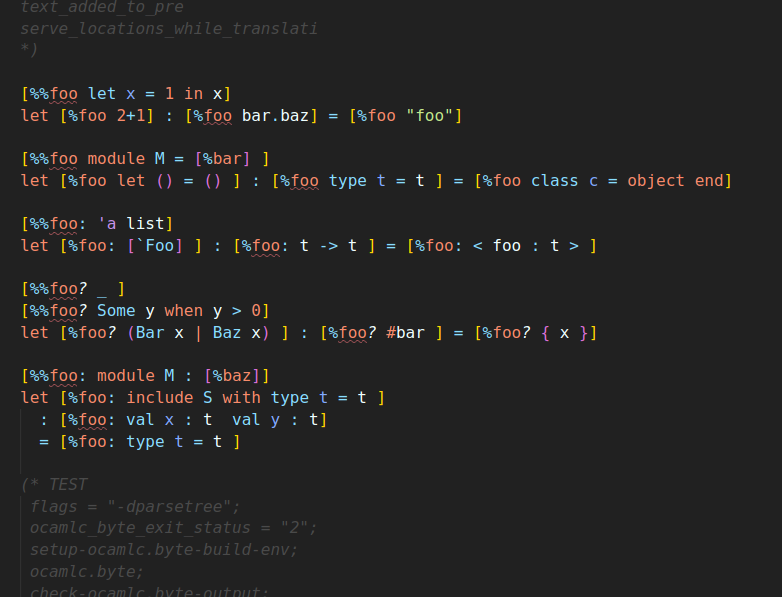 text_added_to_pre
serve_locations_while_translati
*)
[%%foo let x = 1 in x]
let [%foo 2+1] : [%foo bar.baz] = [%foo "foo"]
[%%foo module M = [%bar] ]
let [%foo let () = () ] : [%foo type t = t ] = [%foo class c = object end]
[%%foo: 'a list]
let [%foo: [`Foo] ] : [%foo: t -> t ] = [%foo: < foo : t > ]
[%%foo? _ ]
[%%foo? Some y when y > 0]
let [%foo? (Bar x | Baz x) ] : [%foo? #bar ] = [%foo? { x }]
[%%foo: module M : [%baz]]
let [%foo: include S with type t = t ]
  : [%foo: val x : t  val y : t]
  = [%foo: type t = t ]
(* TEST
 flags = "-dparsetree";
 ocamlc_byte_exit_status = "2";
 setup-ocamlc.byte-build-env;
 ocamlc.byte;
 check-ocamlc.byte-output;